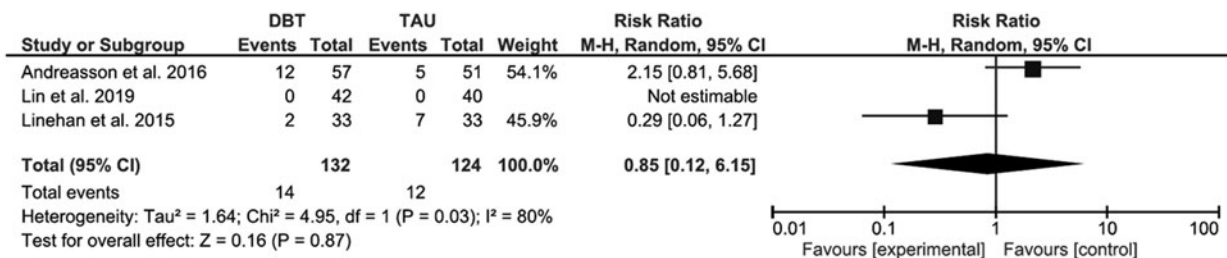 DBT TAU Risk Ratio Risk Ratio
Study or Subgroup Events Total Events Total Weight M-H, Random, 95% CI M-H, Random, 95% CI
Andreasson et al. 2016 12 57 5 51 54.1% 2.15 [0.81, 5.68]
Lin et al. 2019 0 42 0 40 Not estimable
Linehan et al. 2015 2 33 7 33 45.9% 0.29 [0.06, 1.27]
Total (95% CI) 132 124 100.0% 0.85 [0.12, 6.15]
Total events 14 12
Heterogeneity: Tau² = 1.64; Chi² = 4.95, df = 1 (P = 0.03); I² = 80%
Test for overall effect: Z = 0.16 (P = 0.87)
0.01 0.1 1 10 100
Favours [experimental] Favours [control]